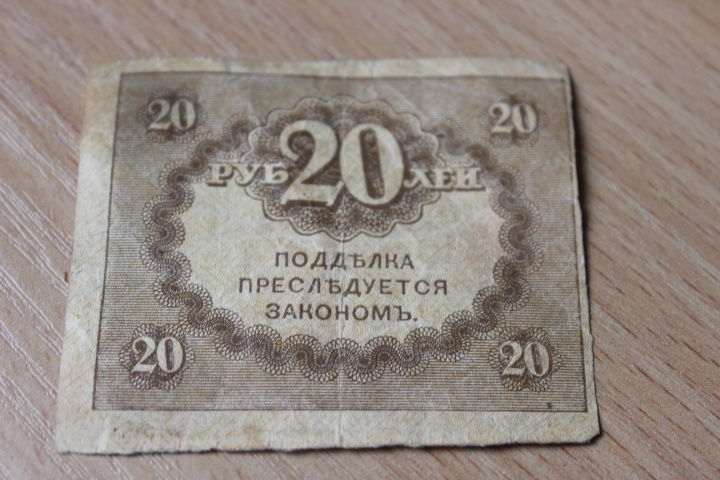 20 20
РУБ 20 ЛЕЙ
ПОДДѢЛКА
ПРЕСЛѢДУЕТСЯ
ЗАКОНОМЪ.
20 20